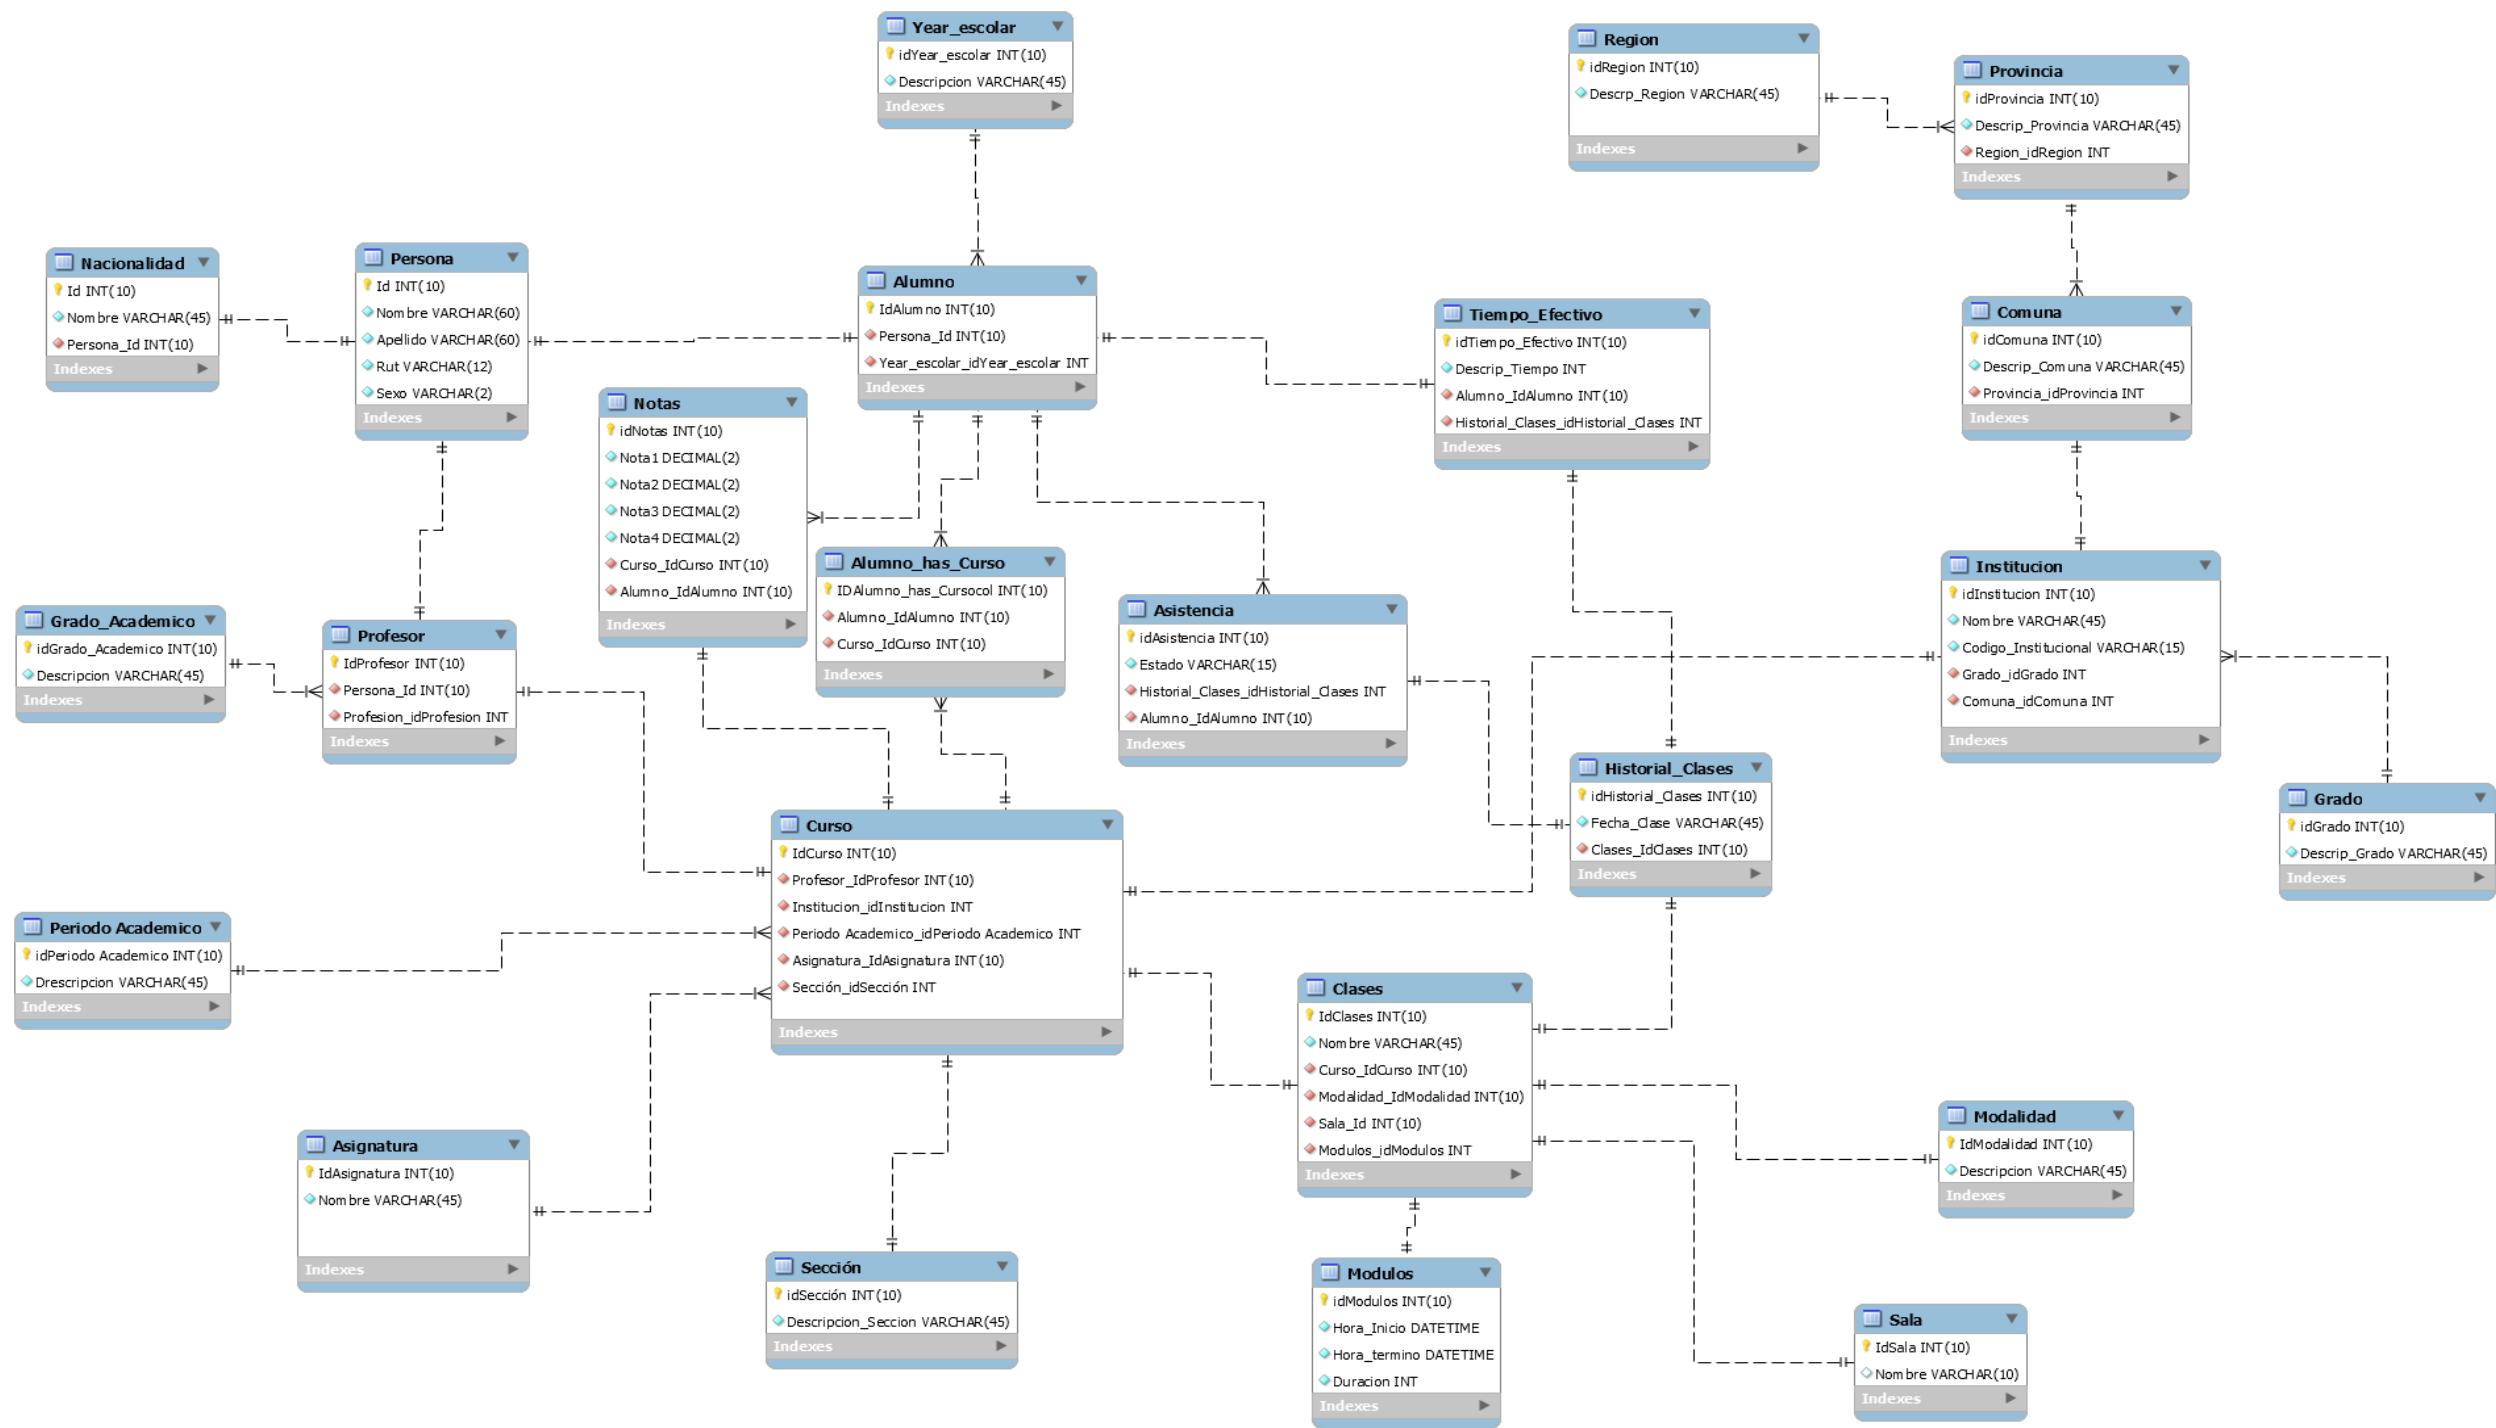 Year_escolar
idYear_escolar INT(10)
Descripcion VARCHAR(45)
Indexes
Region
idRegion INT(10)
Descrp_Region VARCHAR(45)
Indexes
Provincia
idProvincia INT(10)
Descrip_Provincia VARCHAR(45)
Region_idRegion INT
Indexes
Nacionalidad
Id INT(10)
Nombre VARCHAR(45)
Persona_Id INT(10)
Indexes
Persona
Id INT(10)
Nombre VARCHAR(60)
Apellido VARCHAR(60)
Rut VARCHAR(12)
Sexo VARCHAR(2)
Indexes
Alumno
IdAlumno INT(10)
Persona_Id INT(10)
Year_escolar_idYear_escolar INT
Indexes
Tiempo_Efectivo
idTiempo_Efectivo INT(10)
Descrip_Tiempo INT
Alumno_IdAlumno INT(10)
Historial_Clases_idHistorial_Clases INT
Indexes
Comuna
idComuna INT(10)
Descrip_Comuna VARCHAR(45)
Provincia_idProvincia INT
Indexes
Notas
idNotas INT(10)
Nota1 DECIMAL(2)
Nota2 DECIMAL(2)
Nota3 DECIMAL(2)
Nota4 DECIMAL(2)
Curso_IdCurso INT(10)
Alumno_IdAlumno INT(10)
Indexes
Alumno_has_Curso
IDAlumno_has_Cursocol INT(10)
Alumno_IdAlumno INT(10)
Curso_IdCurso INT(10)
Indexes
Asistencia
idAsistencia INT(10)
Estado VARCHAR(15)
Historial_Clases_idHistorial_Clases INT
Alumno_IdAlumno INT(10)
Indexes
Institucion
idInstitucion INT(10)
Nombre VARCHAR(45)
Codigo_Institucional VARCHAR(15)
Grado_idGrado INT
Comuna_idComuna INT
Indexes
Grado_Academico
idGrado_Academico INT(10)
Descripcion VARCHAR(45)
Indexes
Profesor
IdProfesor INT(10)
Persona_Id INT(10)
Profesion_idProfesion INT
Indexes
Historial_Clases
idHistorial_Clases INT(10)
Fecha_Clase VARCHAR(45)
Clases_IdClases INT(10)
Indexes
Grado
idGrado INT(10)
Descrip_Grado VARCHAR(45)
Indexes
Curso
IdCurso INT(10)
Profesor_IdProfesor INT(10)
Institucion_idInstitucion INT
Periodo Academico_idPeriodo Academico INT
Asignatura_IdAsignatura INT(10)
Sección_idSección INT
Indexes
Periodo Academico
idPeriodo Academico INT(10)
Drescripcion VARCHAR(45)
Indexes
Clases
IdClases INT(10)
Nombre VARCHAR(45)
Curso_IdCurso INT(10)
Modalidad_IdModalidad INT(10)
Sala_Id INT(10)
Modulos_idModulos INT
Indexes
Modalidad
IdModalidad INT(10)
Descripcion VARCHAR(45)
Indexes
Asignatura
IdAsignatura INT(10)
Nombre VARCHAR(45)
Indexes
Sección
idSección INT(10)
Descripcion_Seccion VARCHAR(45)
Indexes
Modulos
idModulos INT(10)
Hora_Inicio DATETIME
Hora_termino DATETIME
Duracion INT
Indexes
Sala
IdSala INT(10)
Nombre VARCHAR(10)
Indexes